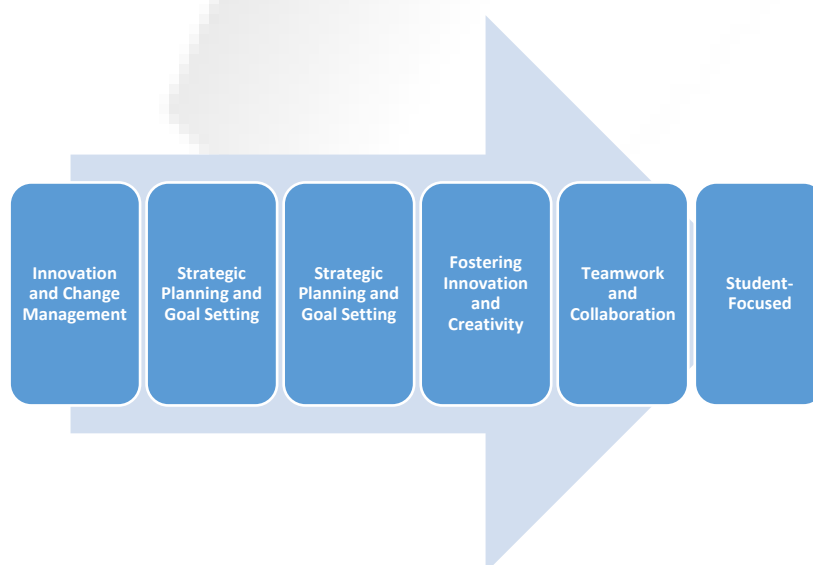 Innovation
and Change
Management
Strategic
Planning and
Goal Setting
Strategic
Planning and
Goal Setting
Fostering
Innovation
and
Creativity
Teamwork
and
Collaboration
Student-
Focused